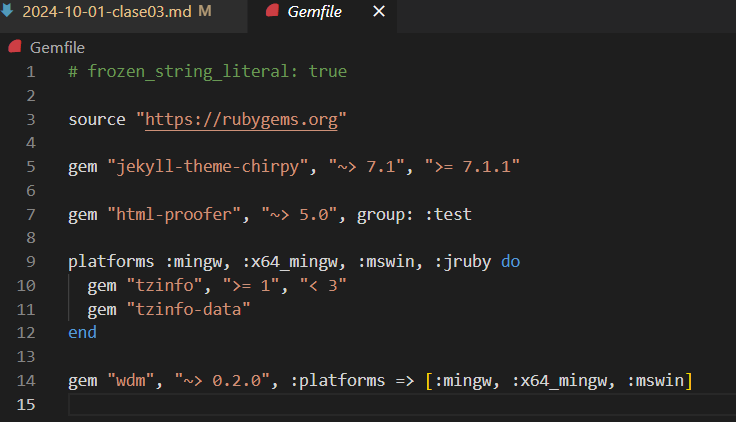 2024-10-01-clase03.md M Gemfile ×
Gemfile
1 # frozen_string_literal: true
2
3 source "https://rubygems.org"
4
5 gem "jekyll-theme-chirpy", "~> 7.1", ">= 7.1.1"
6
7 gem "html-proofer", "~> 5.0", group: :test
8
9 platforms :mingw, :x64_mingw, :mswin, :jruby do
10   gem "tzinfo", ">= 1", "< 3"
11   gem "tzinfo-data"
12 end
13
14 gem "wdm", "~> 0.2.0", :platforms => [:mingw, :x64_mingw, :mswin]
15